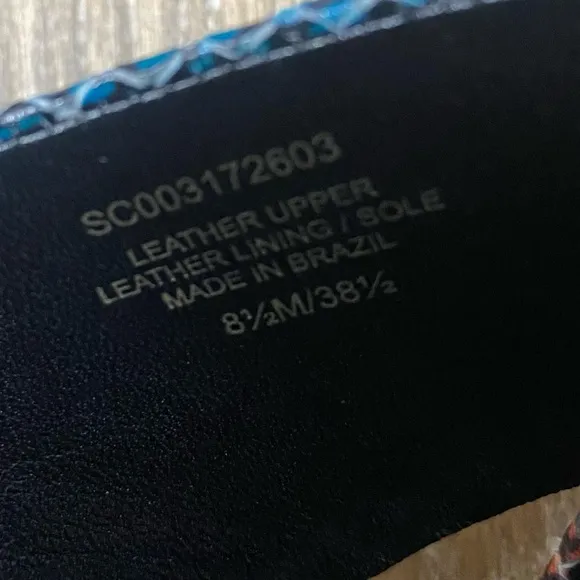 SC003172603
LEATHER UPPER
LEATHER LINING / SOLE
MADE IN BRAZIL
8½M/38½